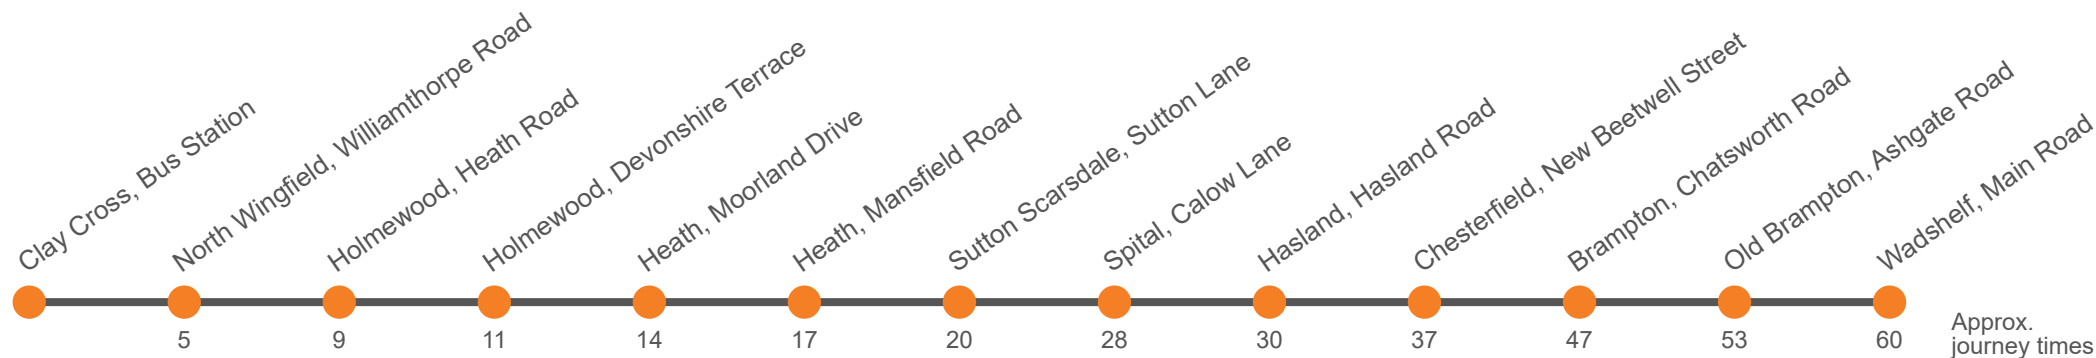 Clay Cross, Bus Station
North Wingfield, Williamthorpe Road
Holmewood, Heath Road
Holmewood, Devonshire Terrace
Heath, Moorland Drive
Heath, Mansfield Road
Sutton Scarsdale, Sutton Lane
Spital, Calow Lane
Hasland, Hasland Road
Chesterfield, New Beetwell Street
Brampton, Chatsworth Road
Old Brampton, Ashgate Road
Wadshelf, Main Road
5 9 11 14 17 20 28 30 37 47 53 60
Approx.
journey times